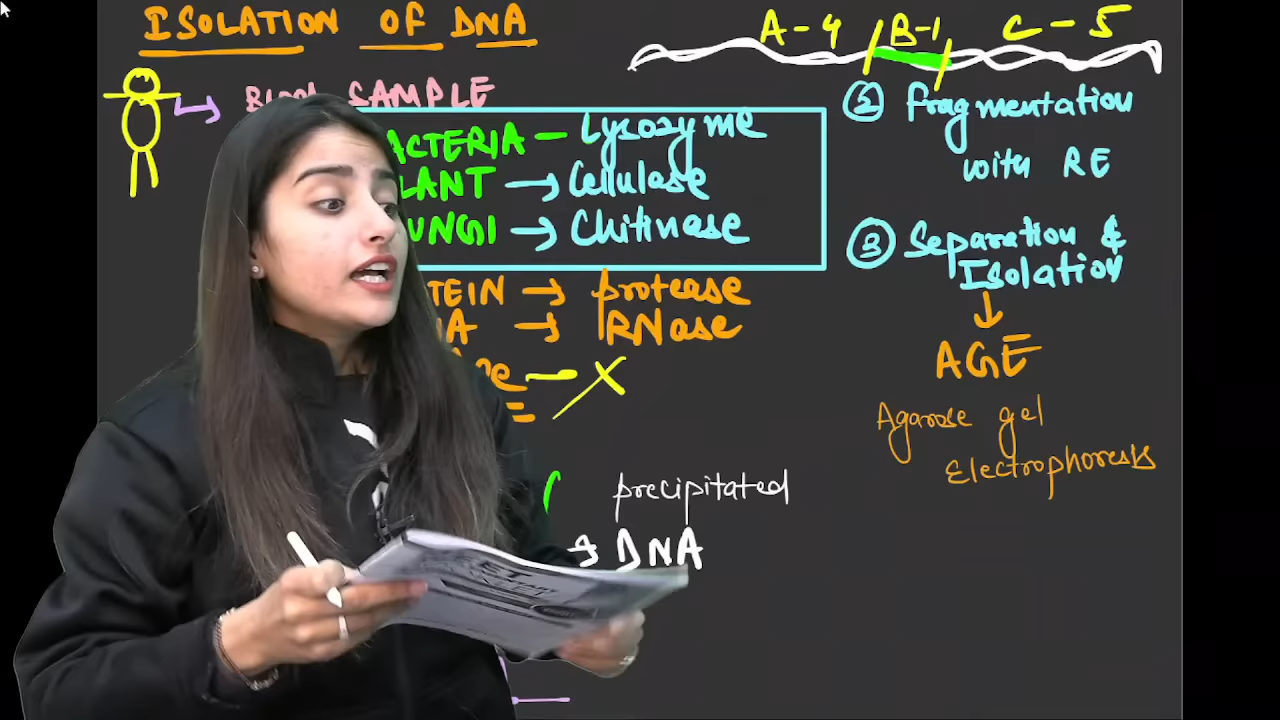 ISOLATION OF DNA
SAMPLE
ACTERIA - Lysozyme
LANT → Cellulase
UNGI → Chitinase
TEIN → protease
A → RNase
precipitated
→ DNA
A - 4 B - 1 C - 5
② Fragmentation
with RE
③ Separation &
Isolation
↓
AGE
Agarose gel
Electrophoresis